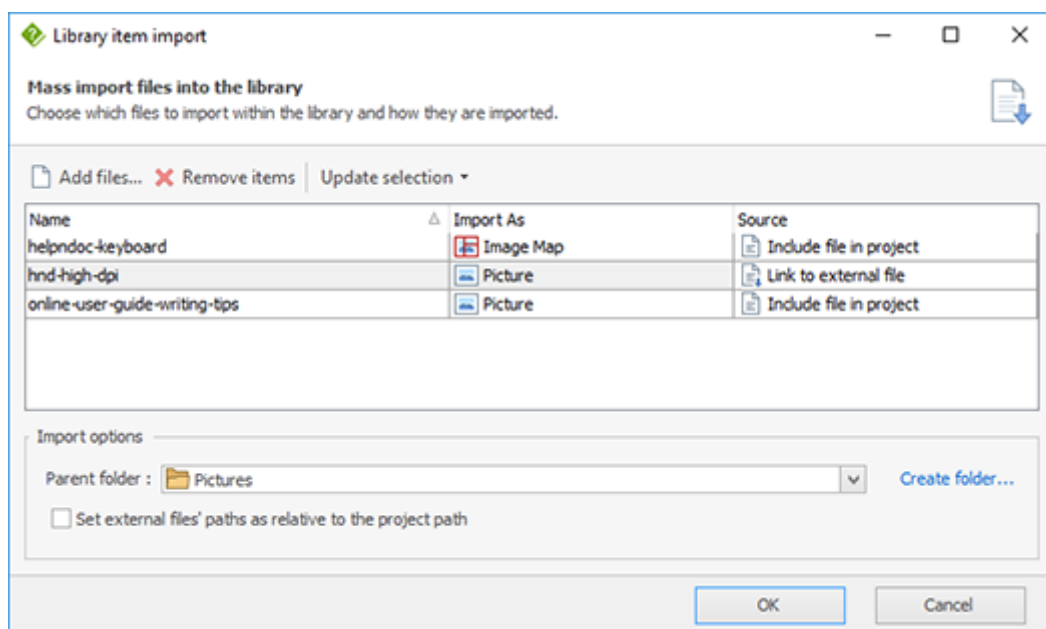 Library item import
Mass import files into the library
Choose which files to import within the library and how they are imported.
Add files... Remove items Update selection
Name Import As Source
helpndoc-keyboard Image Map Include file in project
hnd-high-dpi Picture Link to external file
online-user-guide-writing-tips Picture Include file in project
Import options
Parent folder : Pictures Create folder...
Set external files' paths as relative to the project path
OK Cancel